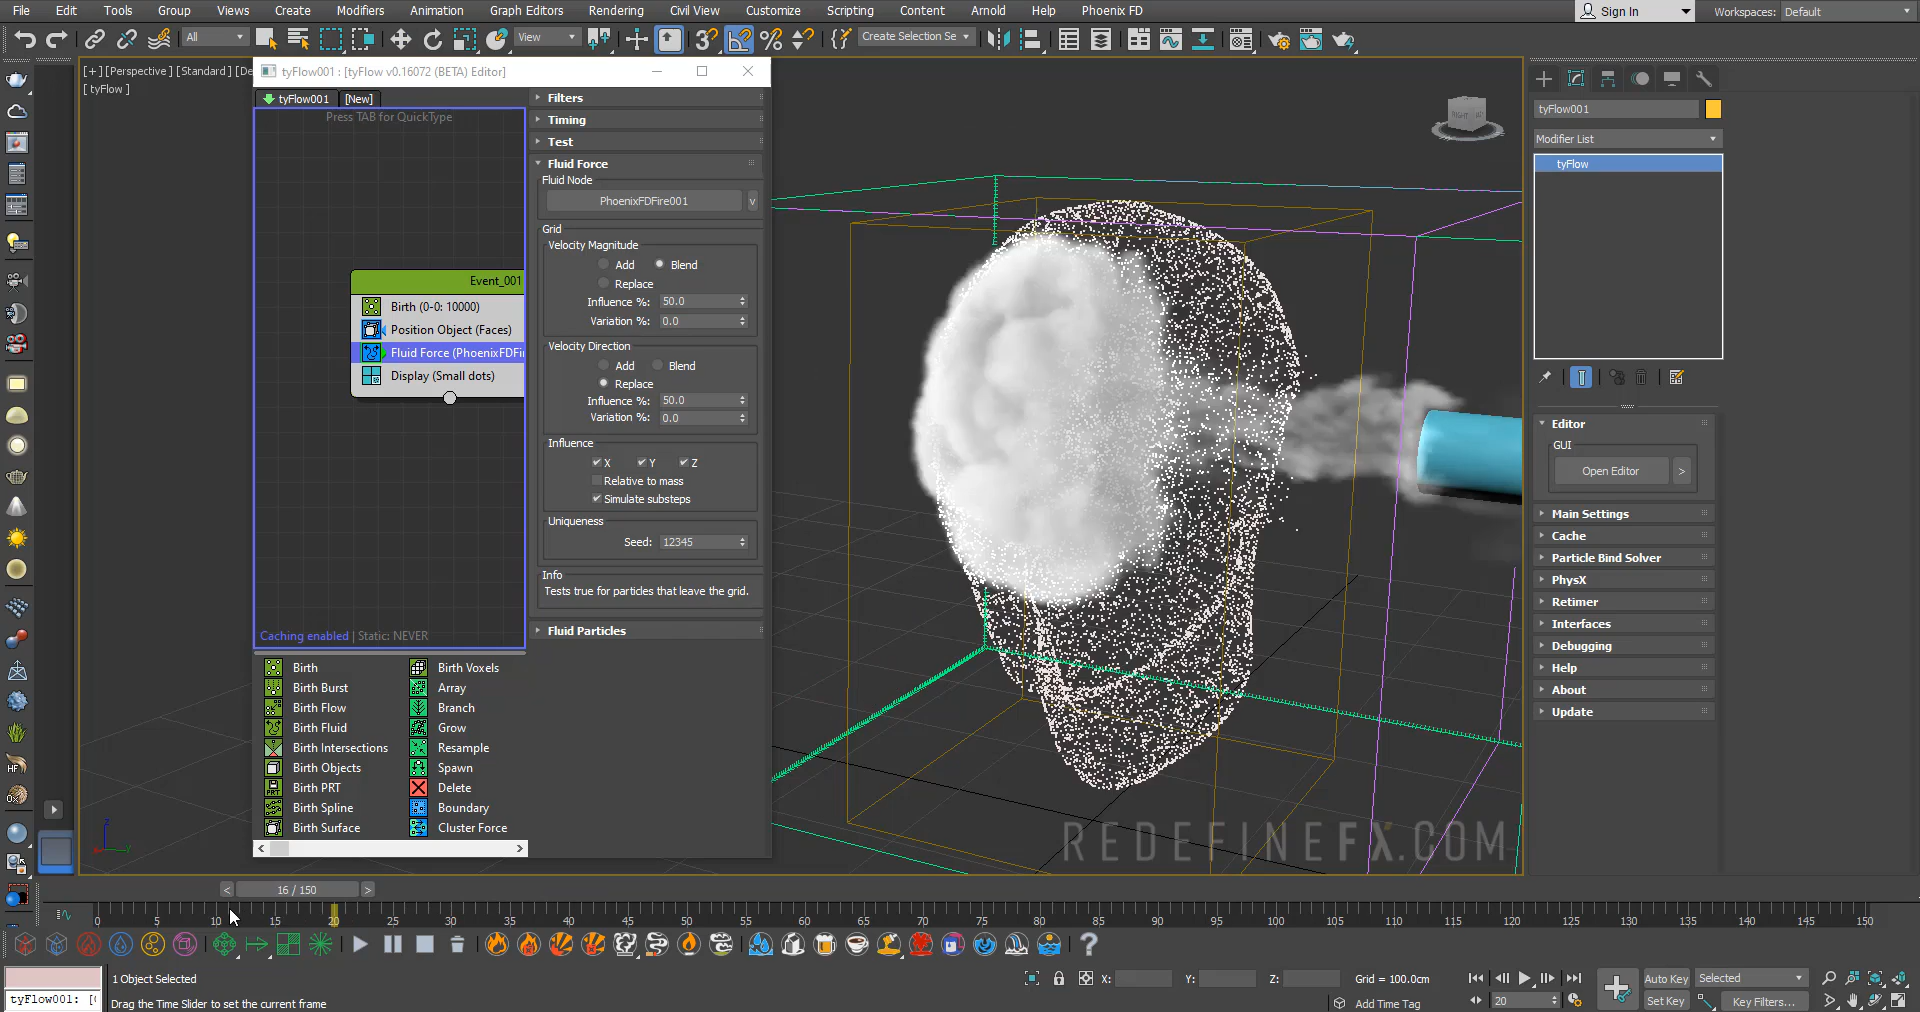 File Edit Tools Group Views Create Modifiers Animation Graph Editors Rendering Civil View Customize Scripting Content Arnold Help Phoenix FD Sign In Workspaces: Default
All View Create Selection Se
[+] [Perspective ] [Standard ] [De
[ tyFlow ]
tyFlow001 : [tyFlow v0.16072 (BETA) Editor]
tyFlow001 [New]
Press TAB for QuickType
Event_001
Birth (0-0: 10000)
Position Object (Faces)
Fluid Force (PhoenixFDFi
Display (Small dots)
Caching enabled | Static: NEVER
Filters
Timing
Test
Fluid Force
Fluid Node
PhoenixFDFire001 v
Grid
Velocity Magnitude
Add Blend
Replace
Influence %: 50.0
Variation %: 0.0
Velocity Direction
Add Blend
Replace
Influence %: 50.0
Variation %: 0.0
Influence
X Y Z
Relative to mass
Simulate substeps
Uniqueness
Seed: 12345
Info
Tests true for particles that leave the grid.
Fluid Particles
Birth Birth Voxels
Birth Burst Array
Birth Flow Branch
Birth Fluid Grow
Birth Intersections Resample
Birth Objects Spawn
Birth PRT Delete
Birth Spline Boundary
Birth Surface Cluster Force
REDEFINEFX.COM
tyFlow001
Modifier List
tyFlow
Editor
GUI
Open Editor >
Main Settings
Cache
Particle Bind Solver
PhysX
Retimer
Interfaces
Debugging
Help
About
Update
< 16 / 150 >
0 5 10 15 20 25 30 35 40 45 50 55 60 65 70 75 80 85 90 95 100 105 110 115 120 125 130 135 140 145 150
1 Object Selected X: Y: Z: Grid = 100.0cm Auto Key Selected
tyFlow001: [( Drag the Time Slider to set the current frame Add Time Tag 20 Set Key Key Filters...